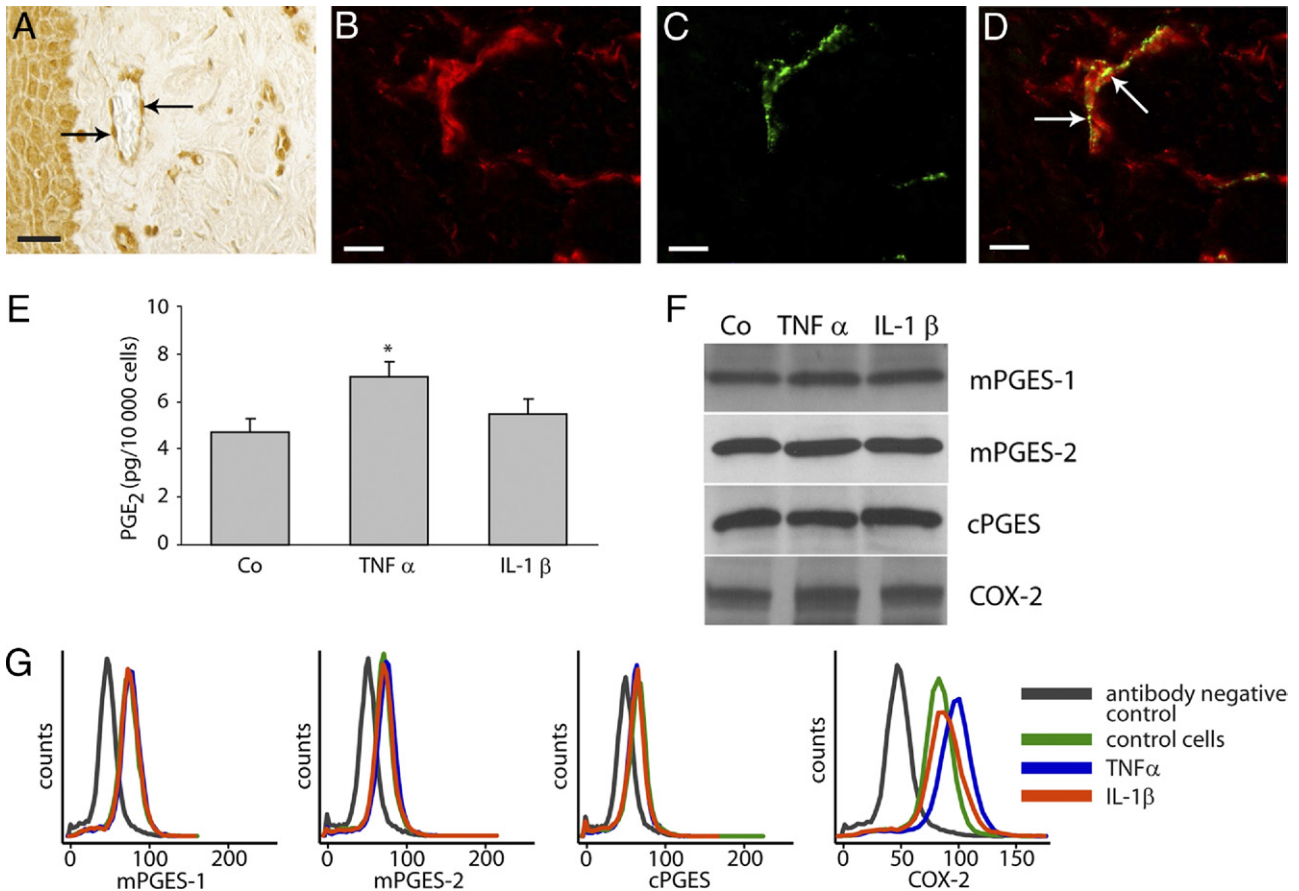 A
B
C
D
E
PGE2 (pg/10 000 cells)
10
8
6
4
2
0
*
Co
TNF α
IL-1 β
F
Co TNF α IL-1 β
mPGES-1
mPGES-2
cPGES
COX-2
G
counts
0 100 200
mPGES-1
counts
0 100 200
mPGES-2
counts
0 100 200
cPGES
counts
0 50 100 150
COX-2
antibody negative
control
control cells
TNFα
IL-1β